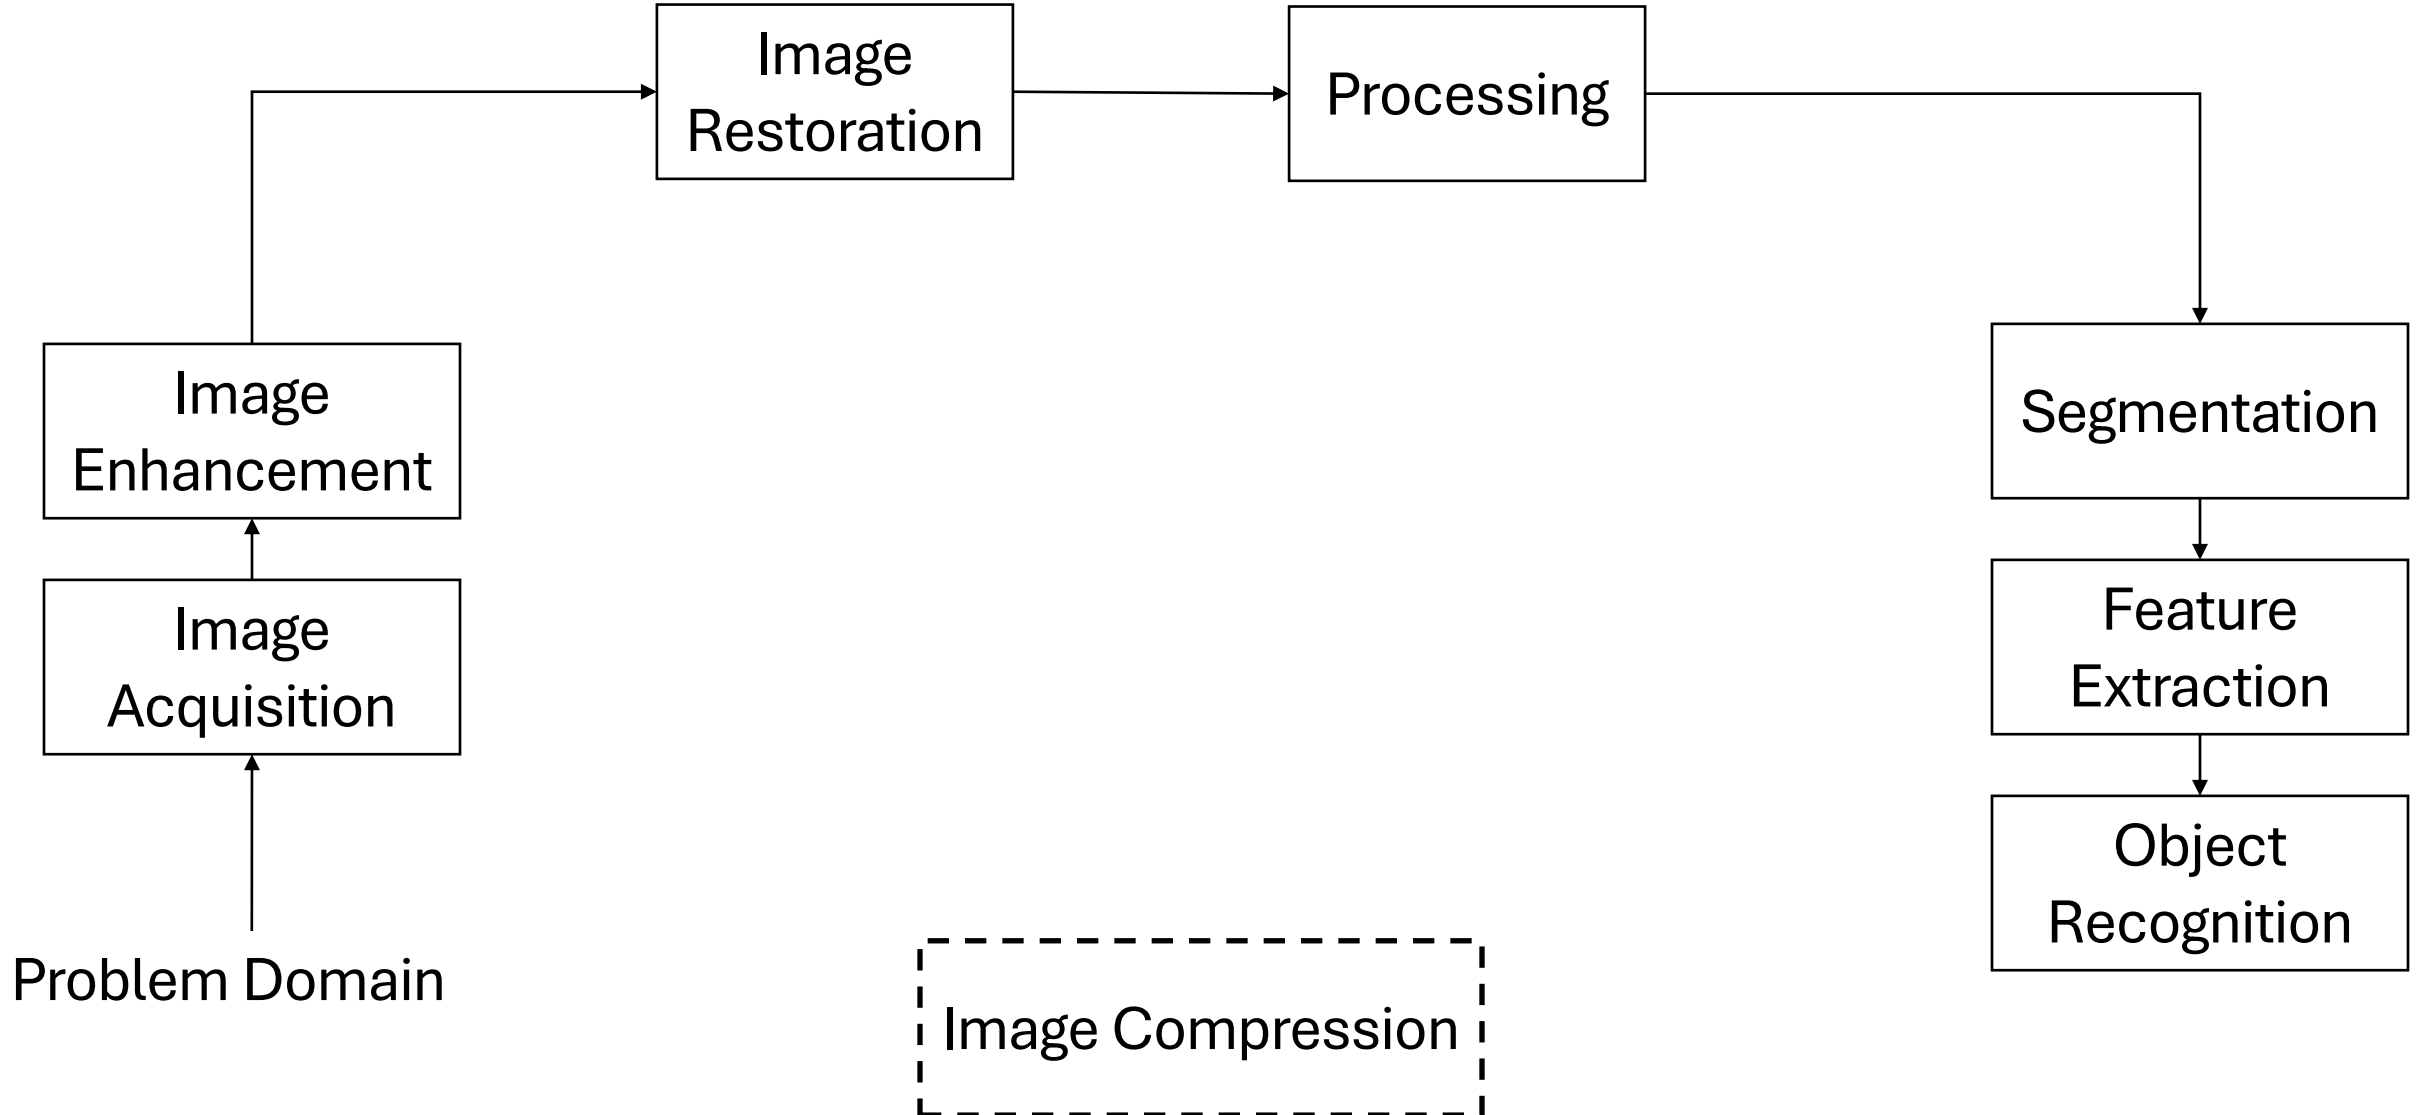 Image
Restoration
Processing
Image
Enhancement
Segmentation
Image
Acquisition
Feature
Extraction
Object
Recognition
Problem Domain
Image Compression